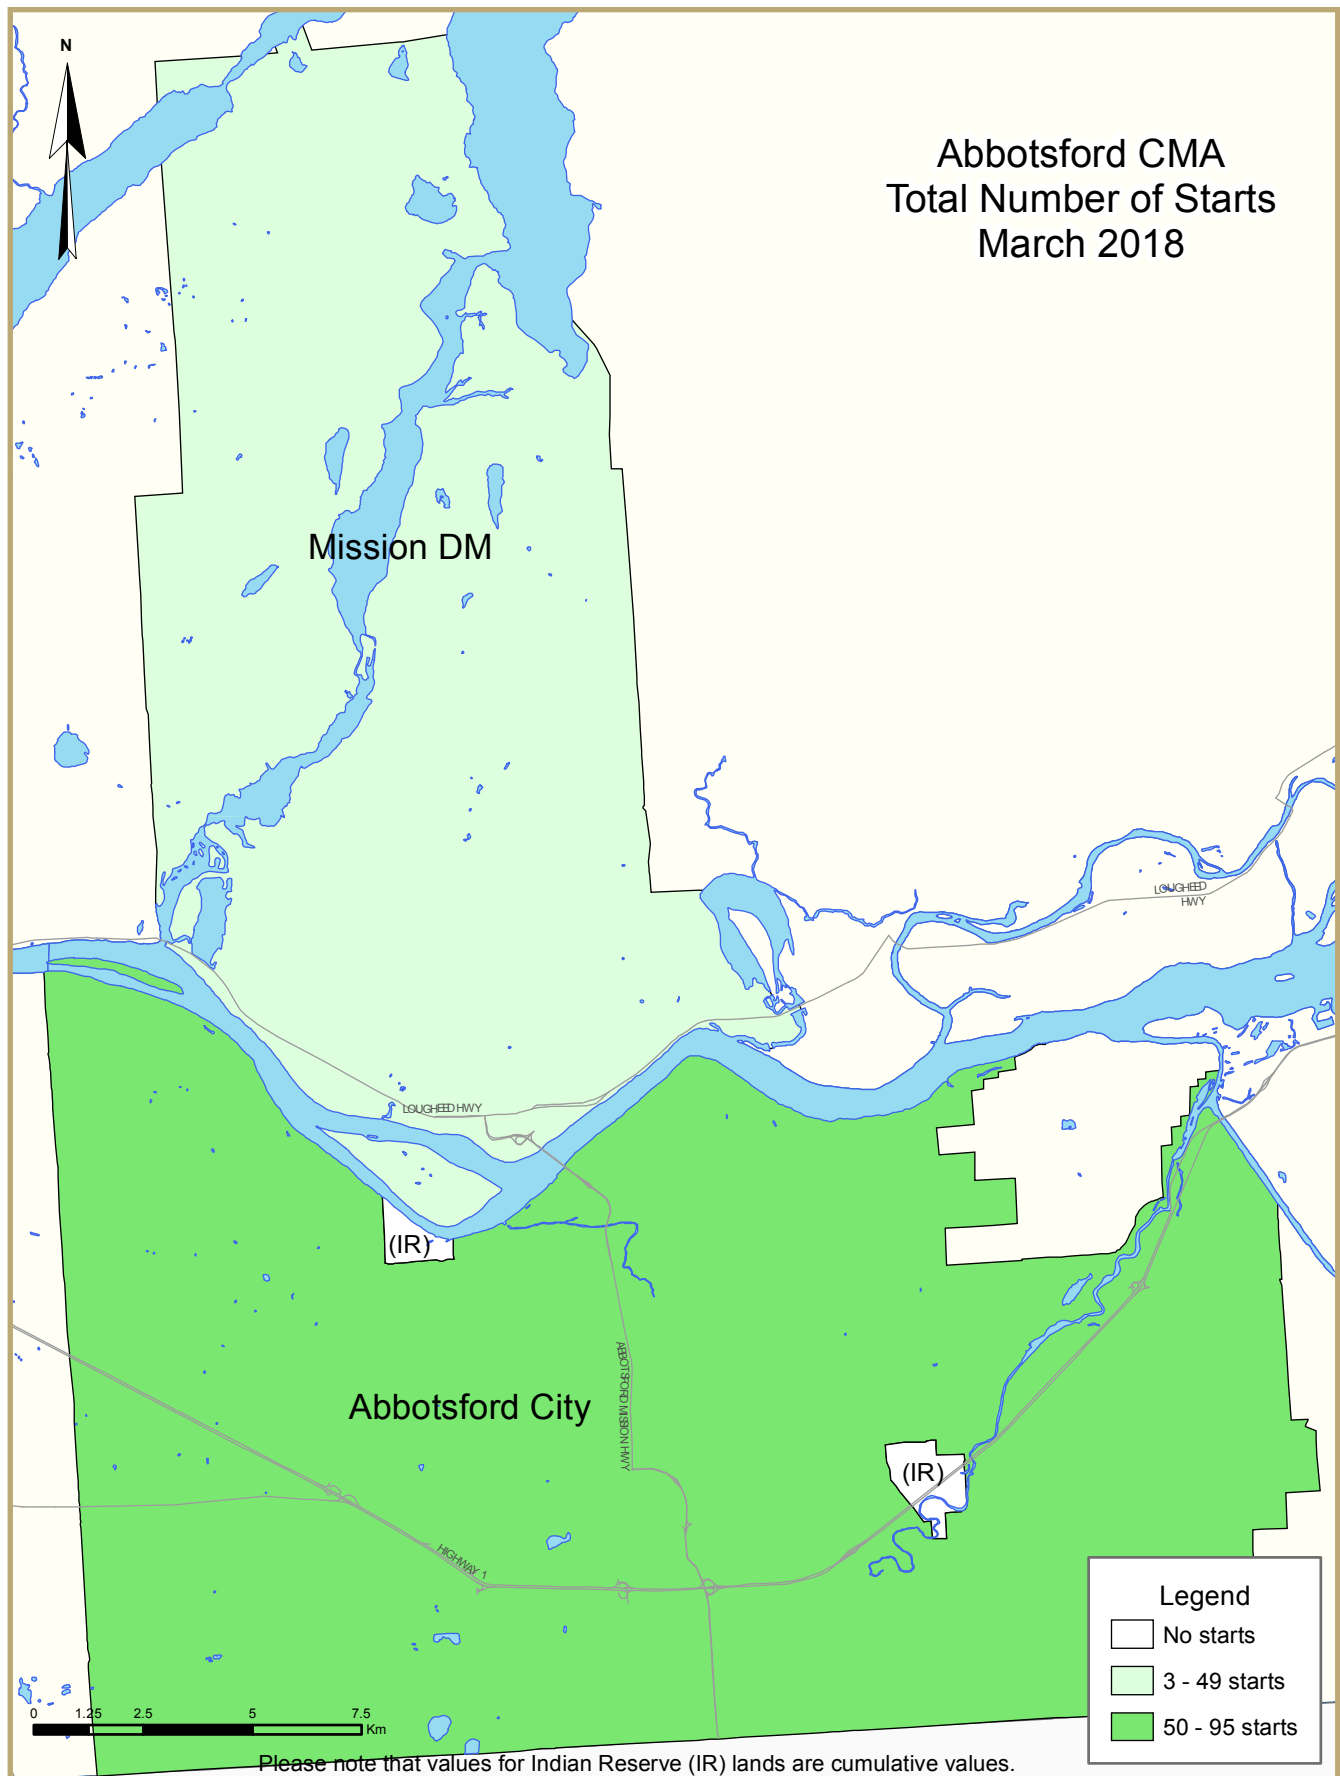 N
Abbotsford CMA
Total Number of Starts
March 2018
Mission DM
LOUGHEED
HWY
LOUGHEED HWY
(IR)
ABBOTSFORD MISSION HWY
Abbotsford City
(IR)
HIGHWAY 1
Legend
No starts
3 - 49 starts
50 - 95 starts
0 1.25 2.5 5 7.5
Km
Please note that values for Indian Reserve (IR) lands are cumulative values.